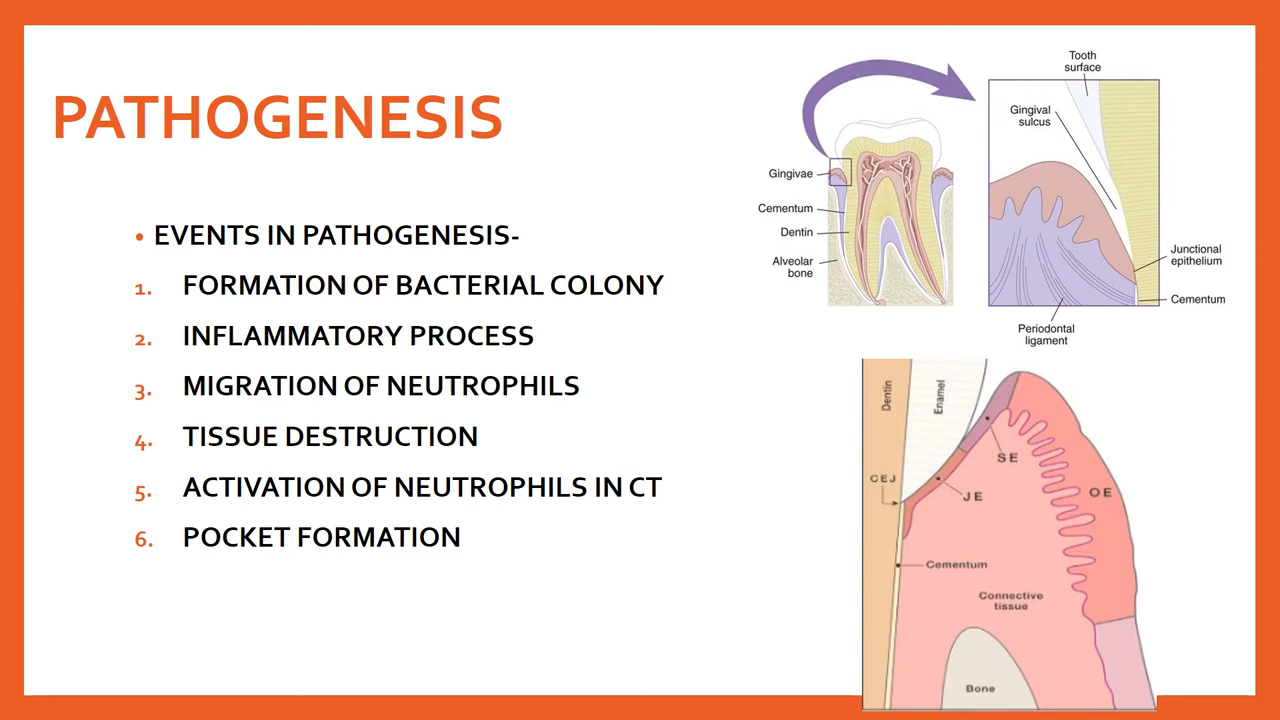 PATHOGENESIS
• EVENTS IN PATHOGENESIS-
1. FORMATION OF BACTERIAL COLONY
2. INFLAMMATORY PROCESS
3. MIGRATION OF NEUTROPHILS
4. TISSUE DESTRUCTION
5. ACTIVATION OF NEUTROPHILS IN CT
6. POCKET FORMATION
Gingivae
Cementum
Dentin
Alveolar
bone
Tooth
surface
Gingival
sulcus
Junctional
epithelium
Cementum
Periodontal
ligament
Dentin
Enamel
SE
CEJ
JE
OE
Cementum
Connective
tissue
Bone